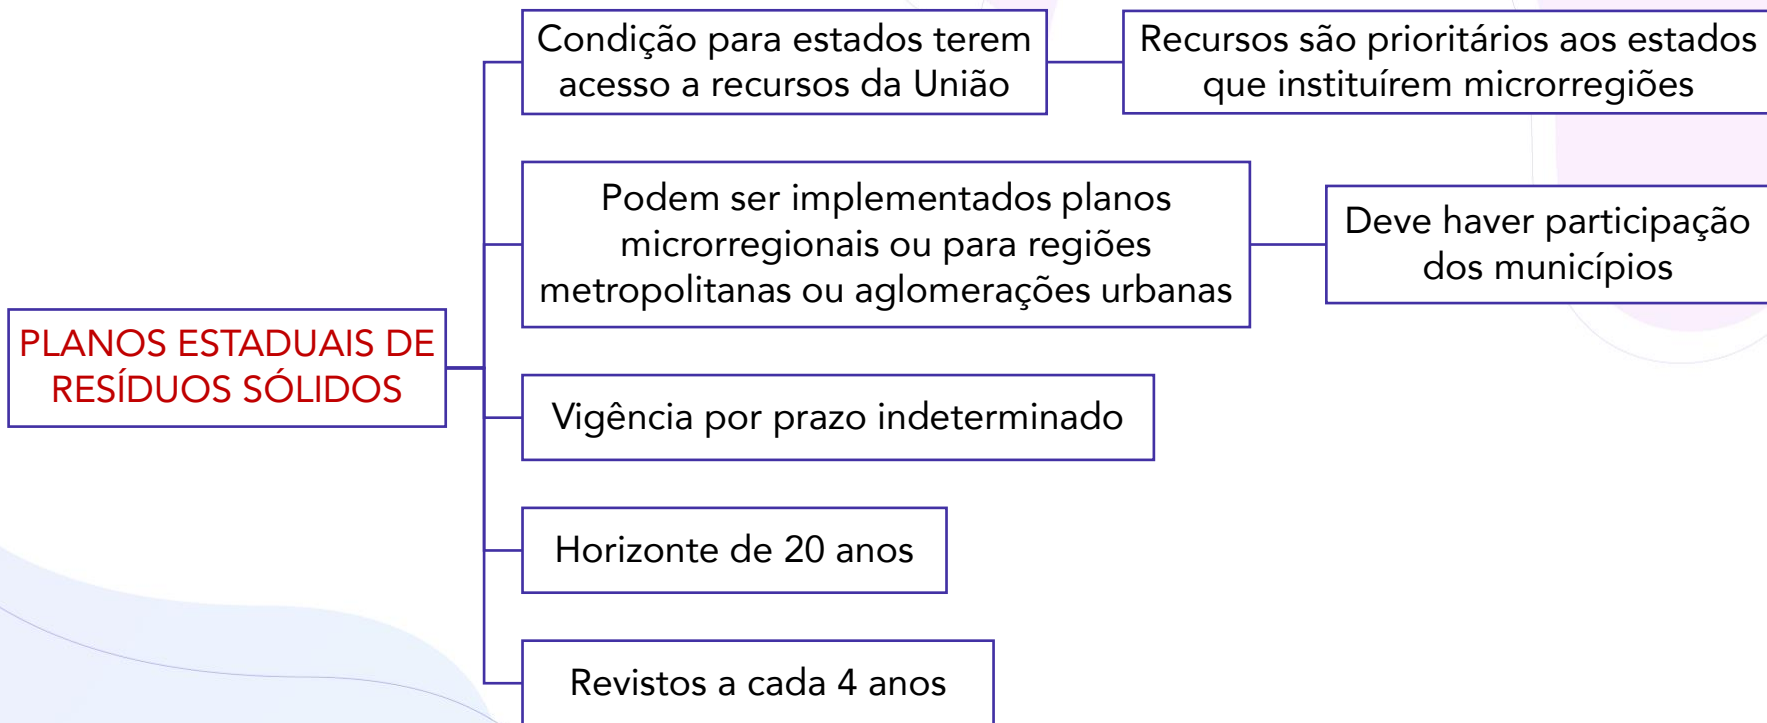 PLANOS ESTADUAIS DE
RESÍDUOS SÓLIDOS
Condição para estados terem
acesso a recursos da União
Recursos são prioritários aos estados
que instituírem microrregiões
Podem ser implementados planos
microrregionais ou para regiões
metropolitanas ou aglomerações urbanas
Deve haver participação
dos municípios
Vigência por prazo indeterminado
Horizonte de 20 anos
Revistos a cada 4 anos